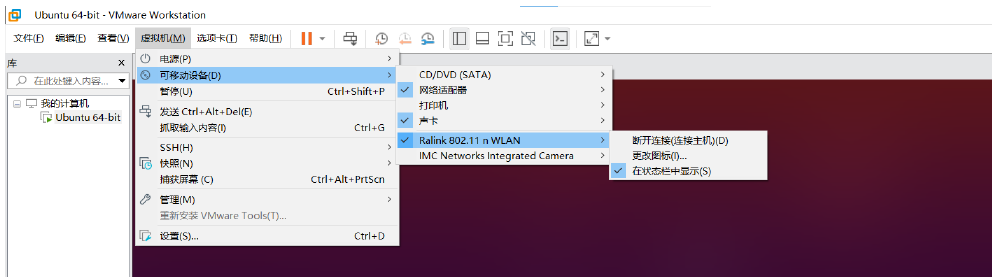 Ubuntu 64-bit - VMware Workstation
文件(F) 编辑(E) 查看(V) 虚拟机(M) 选项卡(T) 帮助(H)
库
在此处键入内容...
我的计算机
Ubuntu 64-bit
电源(P)
可移动设备(D)
暂停(U) Ctrl+Shift+P
发送 Ctrl+Alt+Del(E)
抓取输入内容(I) Ctrl+G
SSH(H)
快照(N)
捕获屏幕 (C) Ctrl+Alt+PrtScn
管理(M)
重新安装 VMware Tools(T)...
设置(S)... Ctrl+D
CD/DVD (SATA)
网络适配器
打印机
声卡
Ralink 802.11 n WLAN
IMC Networks Integrated Camera
断开连接(连接主机)(D)
更改图标(I)...
在状态栏中显示(S)